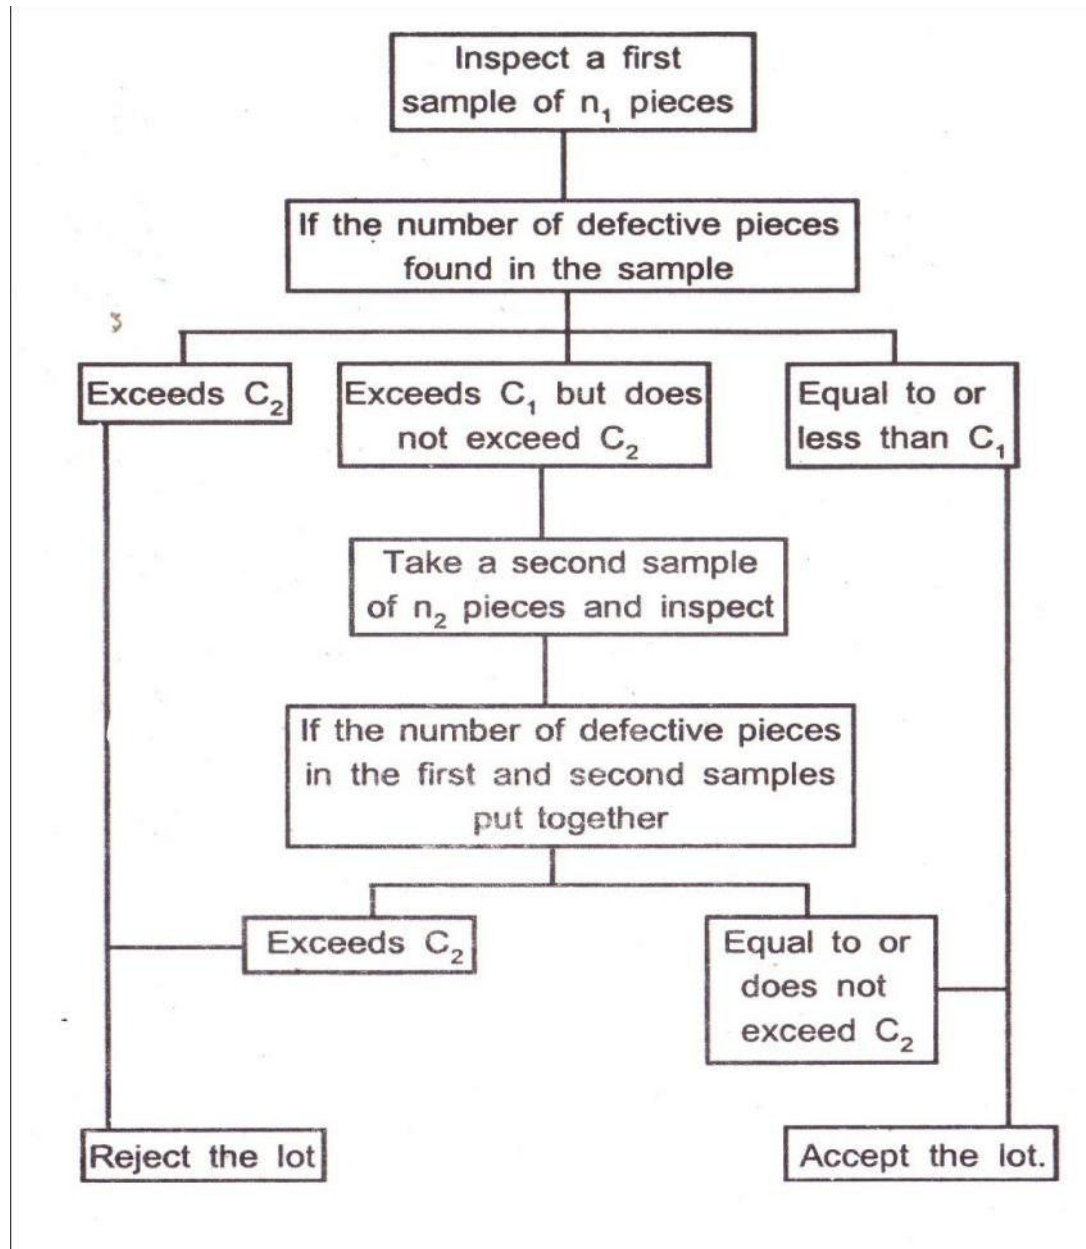 Inspect a first
sample of n₁ pieces
If the number of defective pieces
found in the sample
Exceeds C₂
Exceeds C₁ but does
not exceed C₂
Equal to or
less than C₁
Take a second sample
of n₂ pieces and inspect
If the number of defective pieces
in the first and second samples
put together
Exceeds C₂
Equal to or
does not
exceed C₂
Reject the lot
Accept the lot.